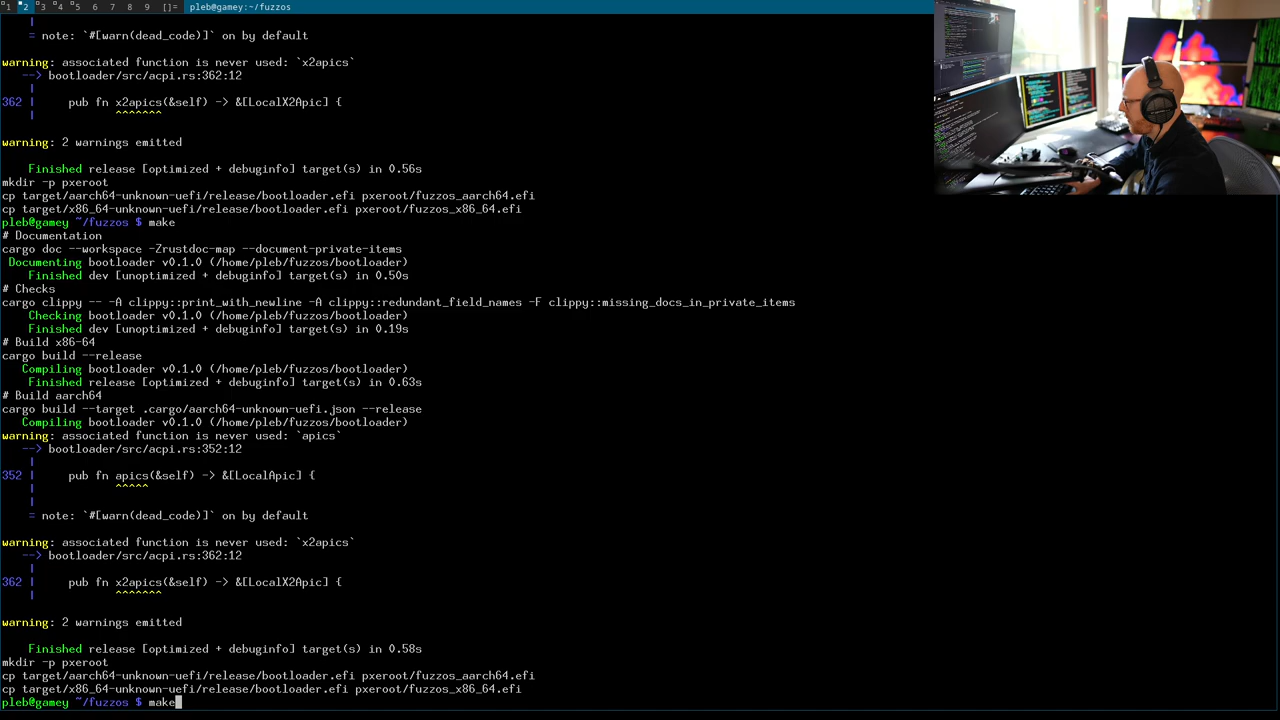 1 2 3 4 5 6 7 8 9 []= pleb@gamey:~/fuzzos
|
= note: `#[warn(dead_code)]` on by default
warning: associated function is never used: `x2apics`
--> bootloader/src/acpi.rs:362:12
|
362 | pub fn x2apics(&self) -> &[LocalX2Apic] {
| ^^^^^^^
warning: 2 warnings emitted
Finished release [optimized + debuginfo] target(s) in 0.56s
mkdir -p pxeroot
cp target/aarch64-unknown-uefi/release/bootloader.efi pxeroot/fuzzos_aarch64.efi
cp target/x86_64-unknown-uefi/release/bootloader.efi pxeroot/fuzzos_x86_64.efi
pleb@gamey ~/fuzzos $ make
# Documentation
cargo doc --workspace -Zrustdoc-map --document-private-items
Documenting bootloader v0.1.0 (/home/pleb/fuzzos/bootloader)
Finished dev [unoptimized + debuginfo] target(s) in 0.50s
# Checks
cargo clippy -- -A clippy::print_with_newline -A clippy::redundant_field_names -F clippy::missing_docs_in_private_items
Checking bootloader v0.1.0 (/home/pleb/fuzzos/bootloader)
Finished dev [unoptimized + debuginfo] target(s) in 0.19s
# Build x86-64
cargo build --release
Compiling bootloader v0.1.0 (/home/pleb/fuzzos/bootloader)
Finished release [optimized + debuginfo] target(s) in 0.63s
# Build aarch64
cargo build --target .cargo/aarch64-unknown-uefi.json --release
Compiling bootloader v0.1.0 (/home/pleb/fuzzos/bootloader)
warning: associated function is never used: `apics`
--> bootloader/src/acpi.rs:352:12
|
352 | pub fn apics(&self) -> &[LocalApic] {
| ^^^^^
|
= note: `#[warn(dead_code)]` on by default
warning: associated function is never used: `x2apics`
--> bootloader/src/acpi.rs:362:12
|
362 | pub fn x2apics(&self) -> &[LocalX2Apic] {
| ^^^^^^^
warning: 2 warnings emitted
Finished release [optimized + debuginfo] target(s) in 0.58s
mkdir -p pxeroot
cp target/aarch64-unknown-uefi/release/bootloader.efi pxeroot/fuzzos_aarch64.efi
cp target/x86_64-unknown-uefi/release/bootloader.efi pxeroot/fuzzos_x86_64.efi
pleb@gamey ~/fuzzos $ make